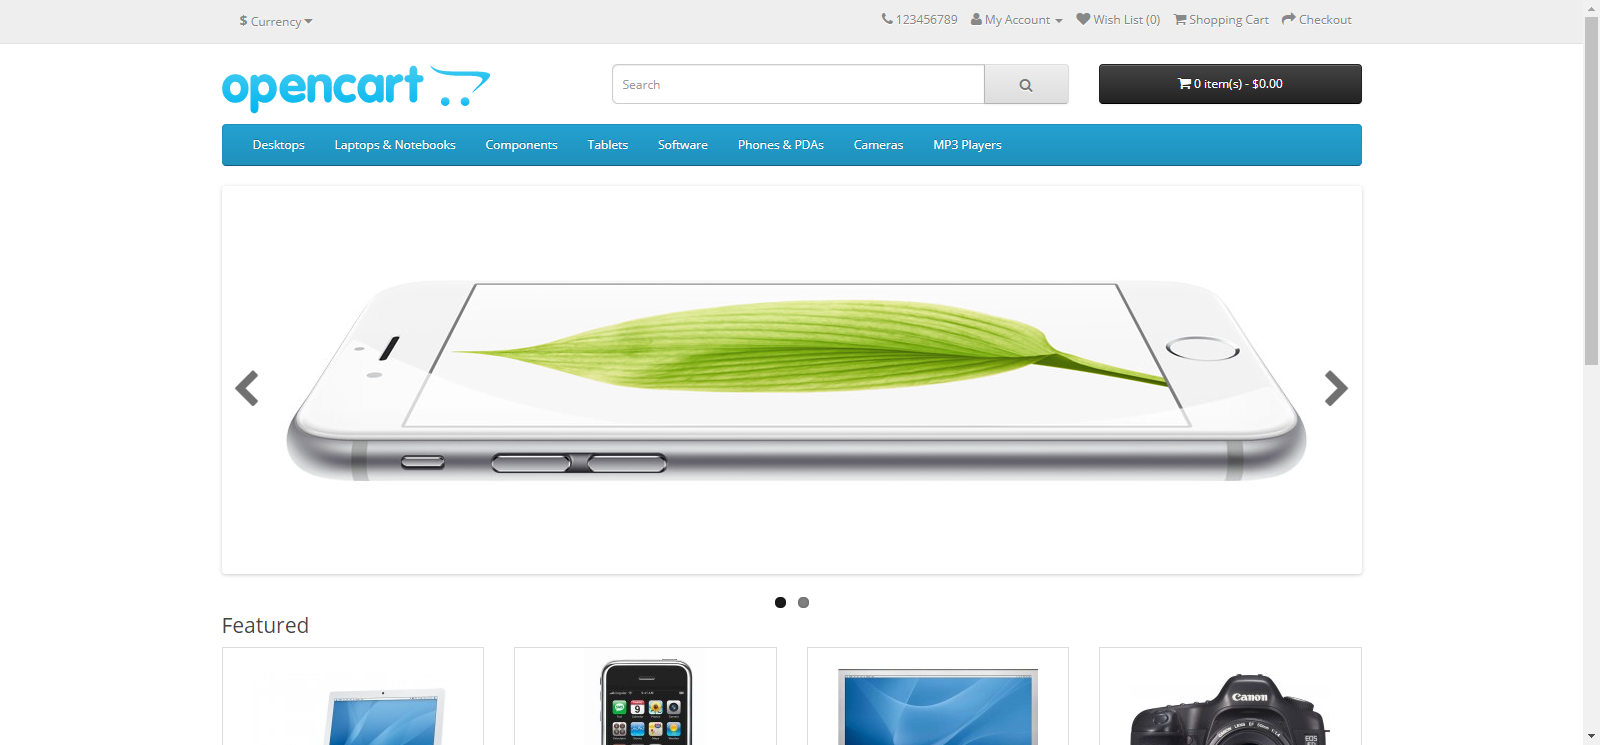 $ Currency
123456789 My Account Wish List (0) Shopping Cart Checkout
opencart
Search
0 item(s) - $0.00
Desktops Laptops & Notebooks Components Tablets Software Phones & PDAs Cameras MP3 Players
Featured
Canon